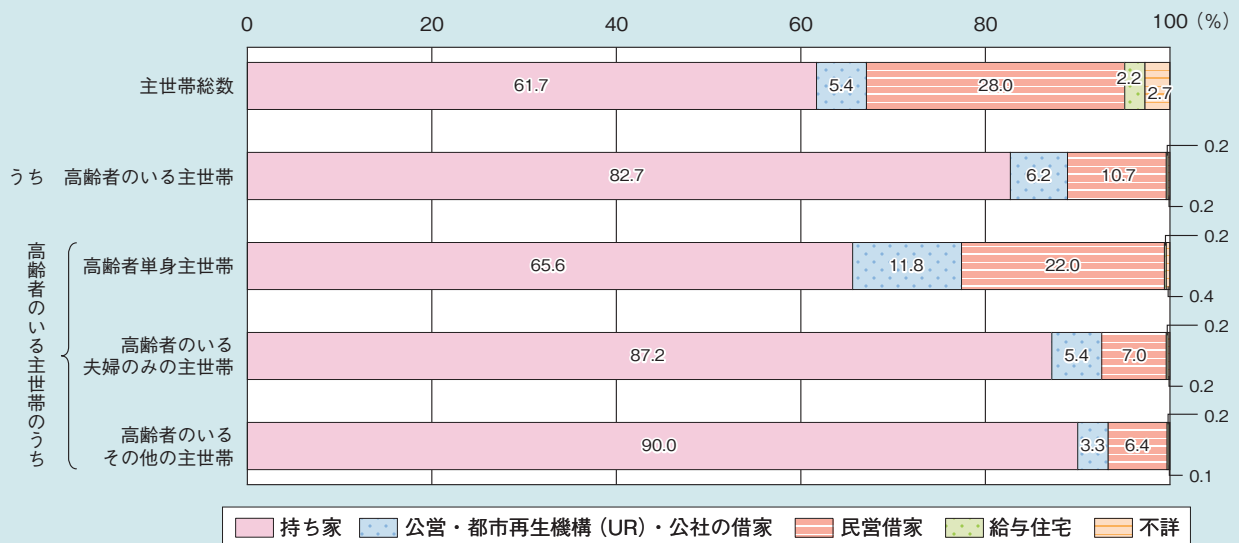 0 20 40 60 80 100 (%)
主世帯総数 61.7 5.4 28.0 2.2 2.7
うち 高齢者のいる主世帯 82.7 6.2 10.7 0.2 0.2
高齢者のいる主世帯のうち
高齢者単身主世帯 65.6 11.8 22.0 0.2 0.4
高齢者のいる
夫婦のみの主世帯 87.2 5.4 7.0 0.2 0.2
高齢者のいる
その他の主世帯 90.0 3.3 6.4 0.2 0.1
持ち家 公営・都市再生機構（UR）・公社の借家 民営借家 給与住宅 不詳